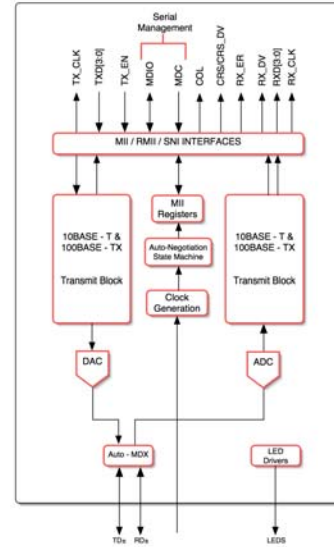 Serial
Management
TX_CLK
TXD[3:0]
TX_EN
MDIO
MDC
COL
CRS/CRS_DV
RX_ER
RX_DV
RXD[3:0]
RX_CLK
MII / RMII / SNI INTERFACES
10BASE - T &
100BASE - TX
Transmit Block
MII
Registers
Auto-Negotiation
State Machine
Clock
Generation
10BASE - T &
100BASE - TX
Transmit Block
DAC
ADC
Auto - MDX
LED
Drivers
TD±
RD±
LEDS